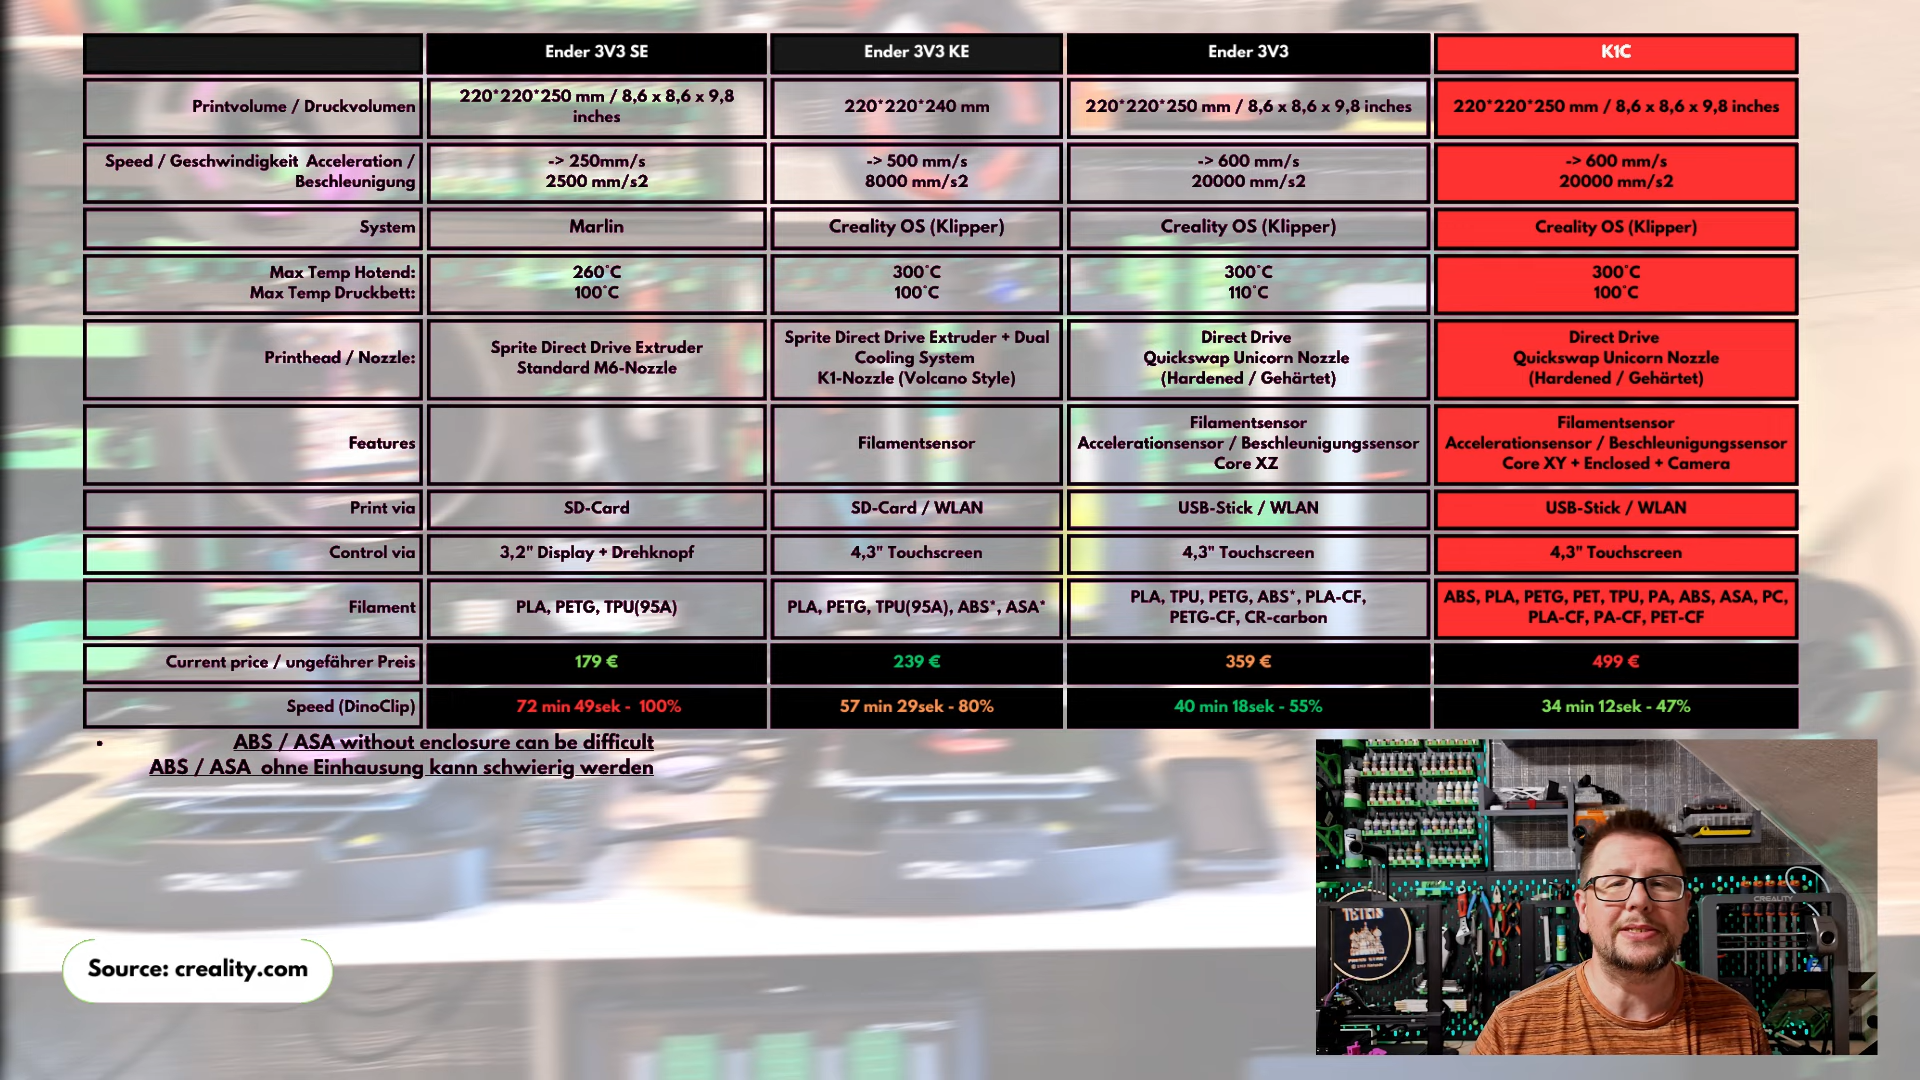 Ender 3V3 SE
Ender 3V3 KE
Ender 3V3
K1C
Printvolume / Druckvolumen
220*220*250 mm / 8,6 x 8,6 x 9,8
inches
220*220*240 mm
220*220*250 mm / 8,6 x 8,6 x 9,8 inches
220*220*250 mm / 8,6 x 8,6 x 9,8 inches
Speed / Geschwindigkeit Acceleration /
Beschleunigung
-> 250mm/s
2500 mm/s2
-> 500 mm/s
8000 mm/s2
-> 600 mm/s
20000 mm/s2
-> 600 mm/s
20000 mm/s2
System
Marlin
Creality OS (Klipper)
Creality OS (Klipper)
Creality OS (Klipper)
Max Temp Hotend:
Max Temp Druckbett:
260°C
100°C
300°C
100°C
300°C
110°C
300°C
100°C
Printhead / Nozzle:
Sprite Direct Drive Extruder
Standard M6-Nozzle
Sprite Direct Drive Extruder + Dual
Cooling System
K1-Nozzle (Volcano Style)
Direct Drive
Quickswap Unicorn Nozzle
(Hardened / Gehärtet)
Direct Drive
Quickswap Unicorn Nozzle
(Hardened / Gehärtet)
Features
Filamentsensor
Filamentsensor
Accelerationsensor / Beschleunigungssensor
Core XZ
Filamentsensor
Accelerationsensor / Beschleunigungssensor
Core XY + Enclosed + Camera
Print via
SD-Card
SD-Card / WLAN
USB-Stick / WLAN
USB-Stick / WLAN
Control via
3,2" Display + Drehknopf
4,3" Touchscreen
4,3" Touchscreen
4,3" Touchscreen
Filament
PLA, PETG, TPU(95A)
PLA, PETG, TPU(95A), ABS*, ASA*
PLA, TPU, PETG, ABS*, PLA-CF,
PETG-CF, CR-carbon
ABS, PLA, PETG, PET, TPU, PA, ABS, ASA, PC,
PLA-CF, PA-CF, PET-CF
Current price / ungefährer Preis
179 €
239 €
359 €
499 €
Speed (DinoClip)
72 min 49sek - 100%
57 min 29sek - 80%
40 min 18sek - 55%
34 min 12sek - 47%
• ABS / ASA without enclosure can be difficult
ABS / ASA ohne Einhausung kann schwierig werden
CREALITY
TETRIS
Source: creality.com